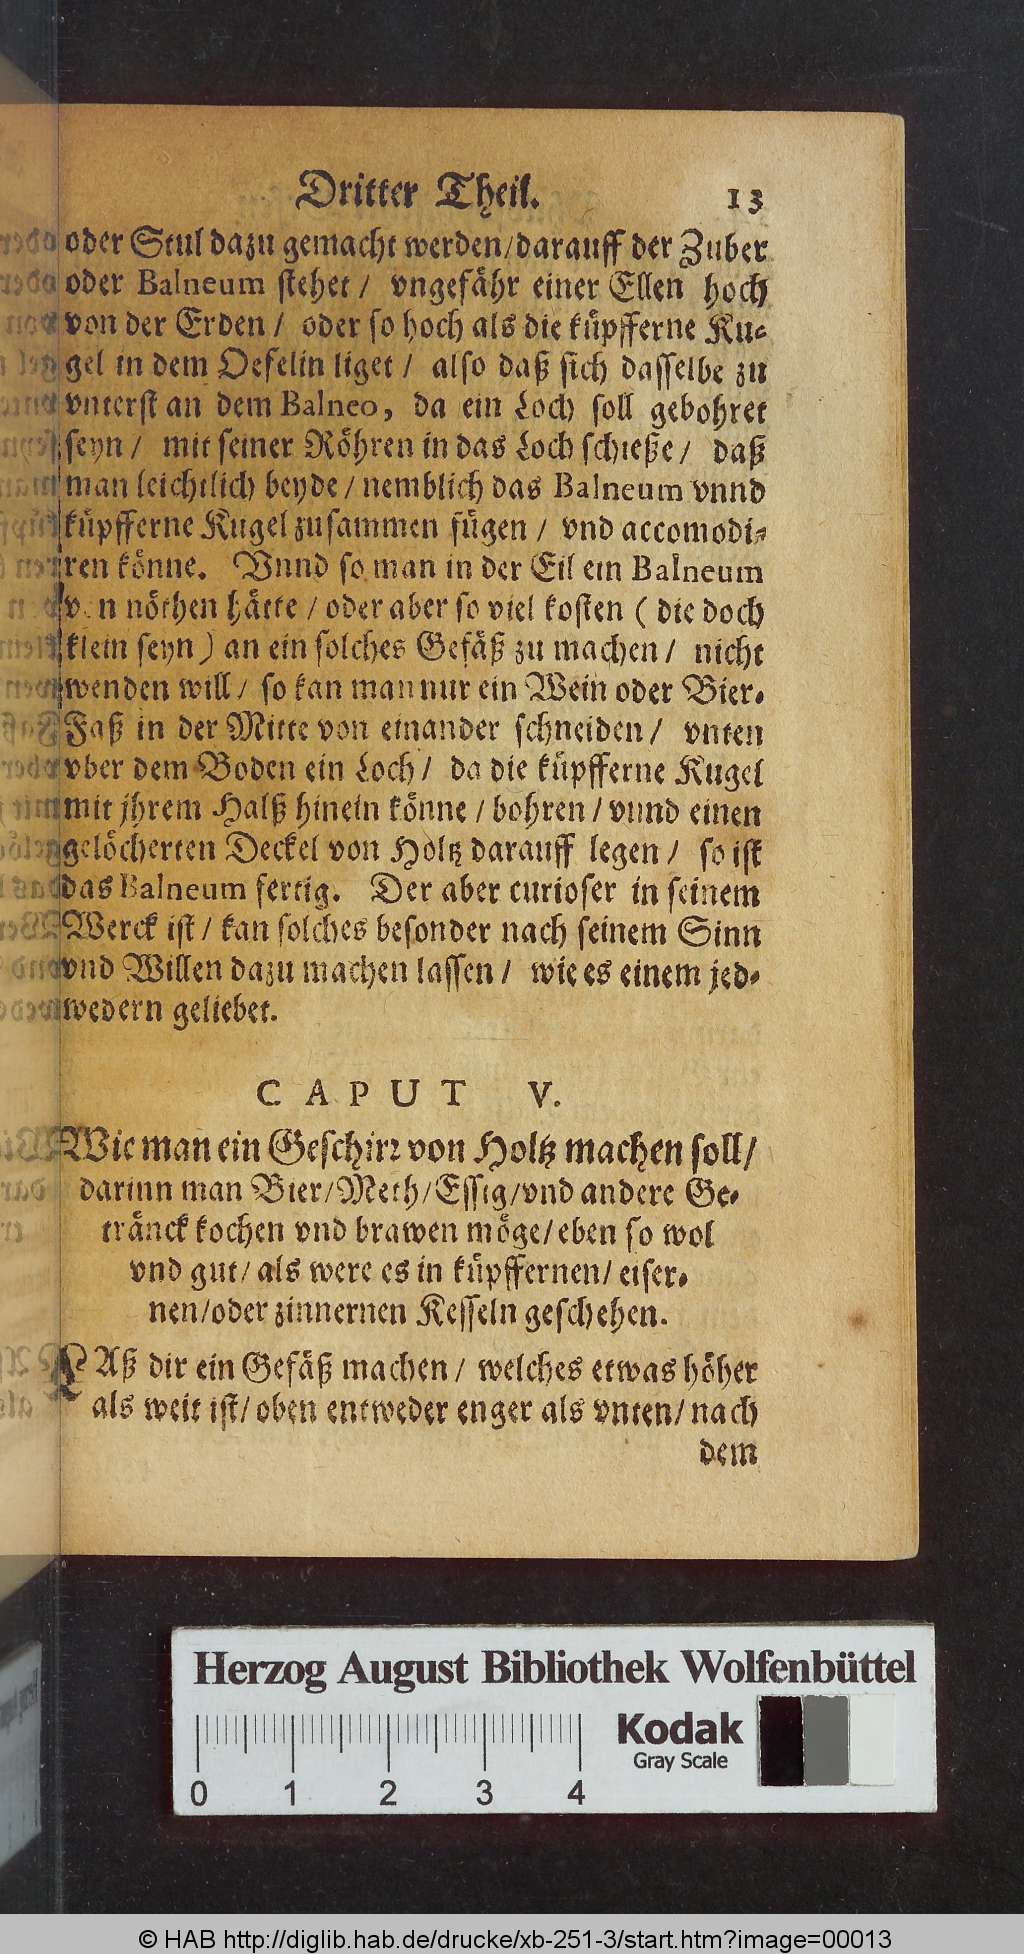 Dritter Theil. 13
oder Stul dazu gemacht werden/darauff der Zuber
oder Balneum stehet / vngefähr einer Ellen hoch
von der Erden / oder so hoch als die küpfferne Ku-
gel in dem Oefelin liget / also daß sich dasselbe zu
vnterst an dem Balneo, da ein Loch soll gebohret
seyn / mit seiner Röhren in das Loch schieße / daß
man leichtlich beyde / nemblich das Balneum vnnd
küpfferne Kugel zusammen fügen / vnd accomodi-
ren könne. Vnnd so man in der Eil ein Balneum
von nöthen hätte / oder aber so viel kosten ( die doch
klein seyn ) an ein solches Gefäß zu machen / nicht
wenden will / so kan man nur ein Wein oder Bier-
Faß in der Mitte von einander schneiden / vnten
vber dem Boden ein Loch / da die küpfferne Kugel
mit jhrem Halß hinein könne / bohren / vnnd einen
gelöcherten Deckel von Holtz darauff legen / so ist
das Balneum fertig. Der aber curioser in seinem
Werck ist / kan solches besonder nach seinem Sinn
vnd Willen dazu machen lassen / wie es einem jed-
wedern geliebet.
CAPUT V.
Wie man ein Geschirr von Holtz machen soll/
darinn man Bier/Meth/Essig/vnd andere Ge-
tränck kochen vnd brawen möge/eben so wol
vnd gut/als were es in küpffernen/eiser-
nen/oder zinnernen Kesseln geschehen.
LAß dir ein Gefäß machen / welches etwas höher
als weit ist/oben entweder enger als vnten/nach
dem
Herzog August Bibliothek Wolfenbüttel
Kodak
Gray Scale
0 1 2 3 4
© HAB http://diglib.hab.de/drucke/xb-251-3/start.htm?image=00013